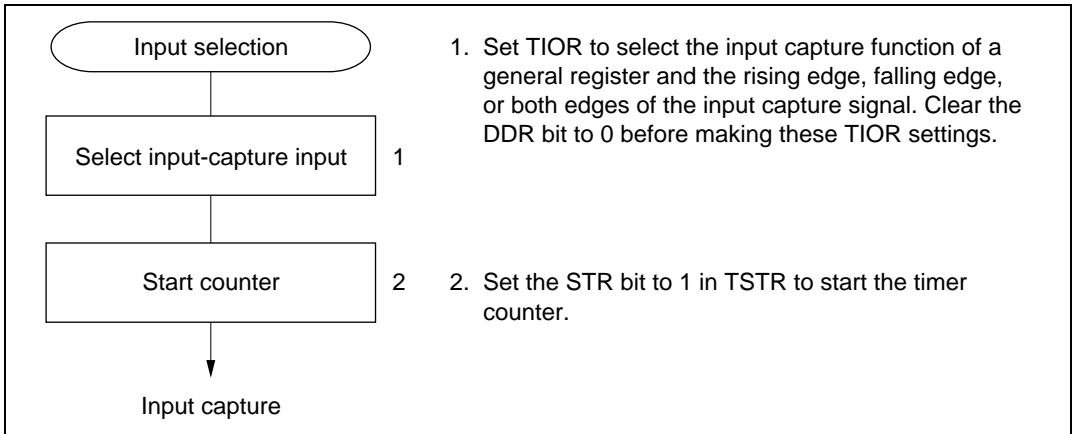 Input selection
1. Set TIOR to select the input capture function of a
general register and the rising edge, falling edge,
or both edges of the input capture signal. Clear the
DDR bit to 0 before making these TIOR settings.
Select input-capture input 1
Start counter 2
2. Set the STR bit to 1 in TSTR to start the timer
counter.
Input capture